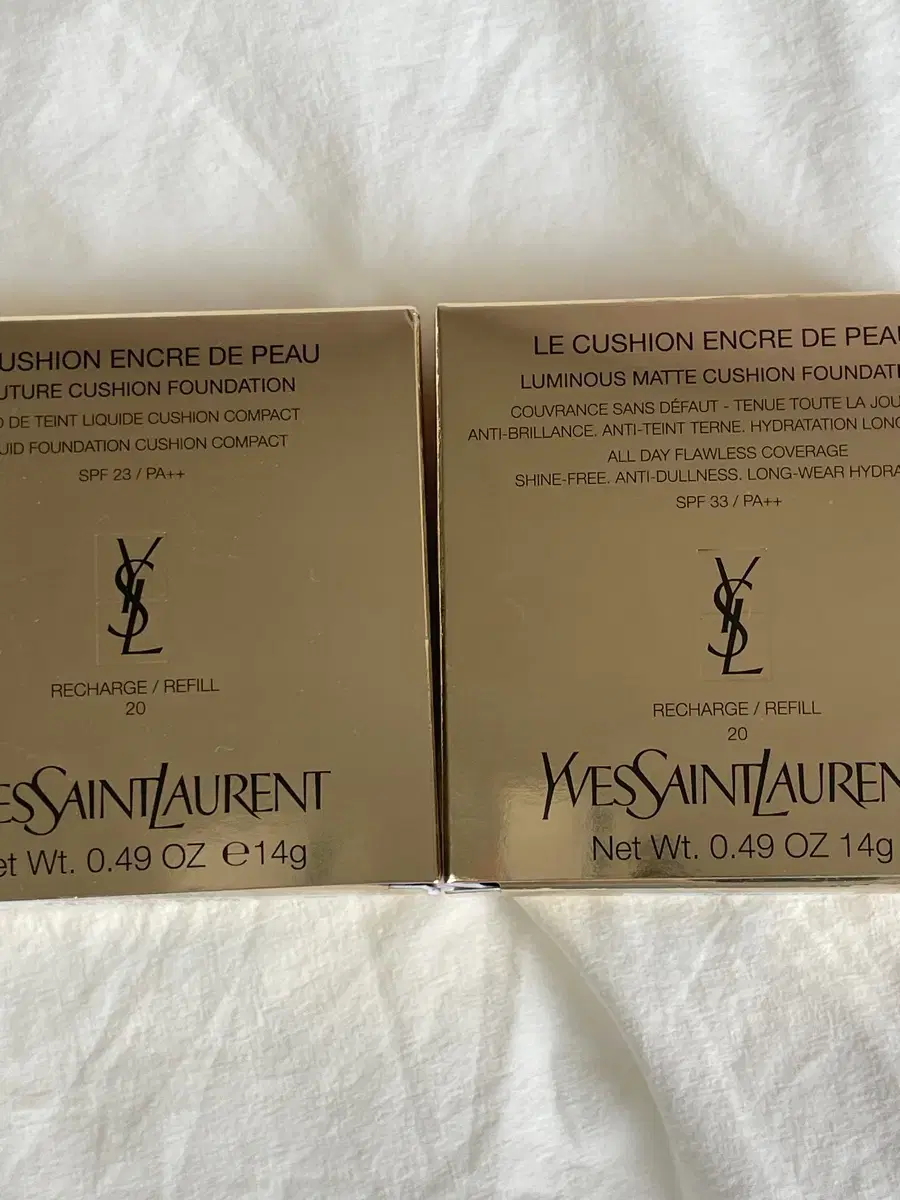 USHION ENCRE DE PEAU
UTURE CUSHION FOUNDATION
D DE TEINT LIQUIDE CUSHION COMPACT
UID FOUNDATION CUSHION COMPACT
SPF 23 / PA++
YSL
RECHARGE / REFILL
20
ESSAINTLAURENT
et Wt. 0.49 OZ ℮14g
LE CUSHION ENCRE DE PEAU
LUMINOUS MATTE CUSHION FOUNDATI
COUVRANCE SANS DÉFAUT - TENUE TOUTE LA JOU
ANTI-BRILLANCE. ANTI-TEINT TERNE. HYDRATATION LONG
ALL DAY FLAWLESS COVERAGE
SHINE-FREE. ANTI-DULLNESS. LONG-WEAR HYDRA
SPF 33 / PA++
YSL
RECHARGE / REFILL
20
YVESSAINTLAUREN
Net Wt. 0.49 OZ 14g